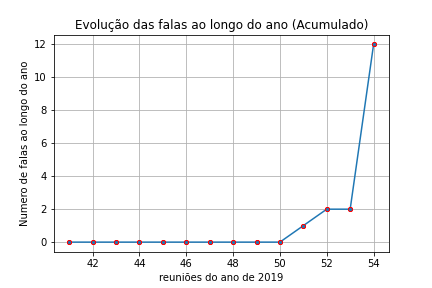 Evolução das falas ao longo do ano (Acumulado)
Numero de falas ao longo do ano
12
10
8
6
4
2
0
42 44 46 48 50 52 54
reuniões do ano de 2019